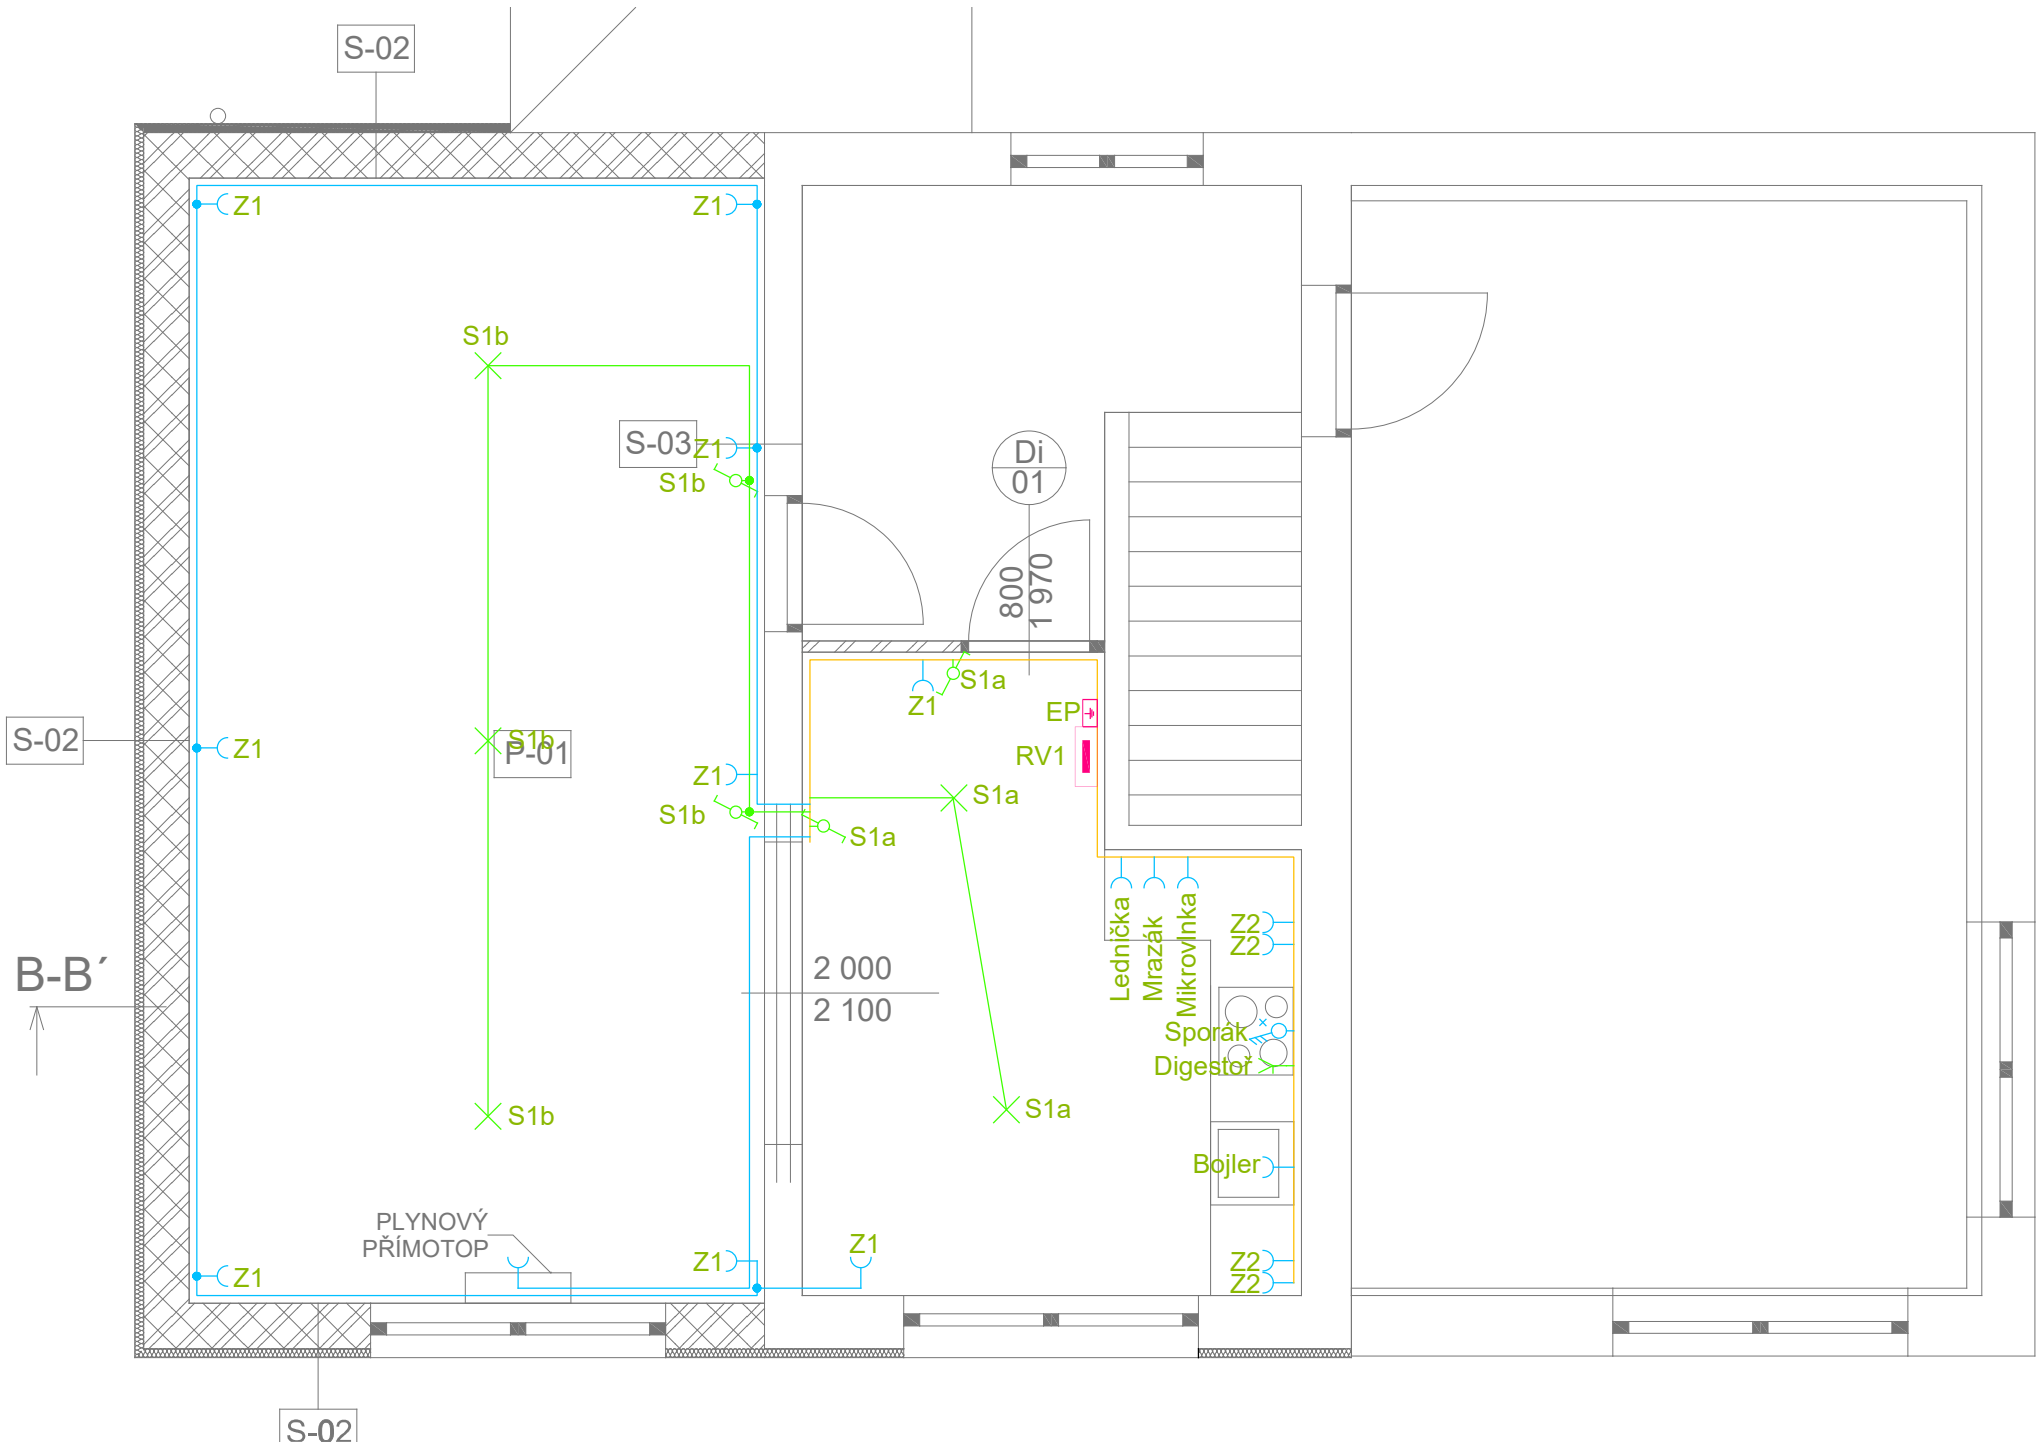 S-02
Z1
Z1
S1b
S-03
Z1
S1b
Di
01
800
1 970
S1a
Z1
EP
S-02
Z1
S1b
P-01
RV1
Z1
S1a
S1b
S1a
Lednička
Mrazák
Mikrovlnka
Z2
Z2
B-B´
2 000
2 100
Sporák
Digestoř
S1b
S1a
Bojler
PLYNOVÝ
PŘÍMOTOP
Z1
Z1
Z1
Z2
Z2
S-02